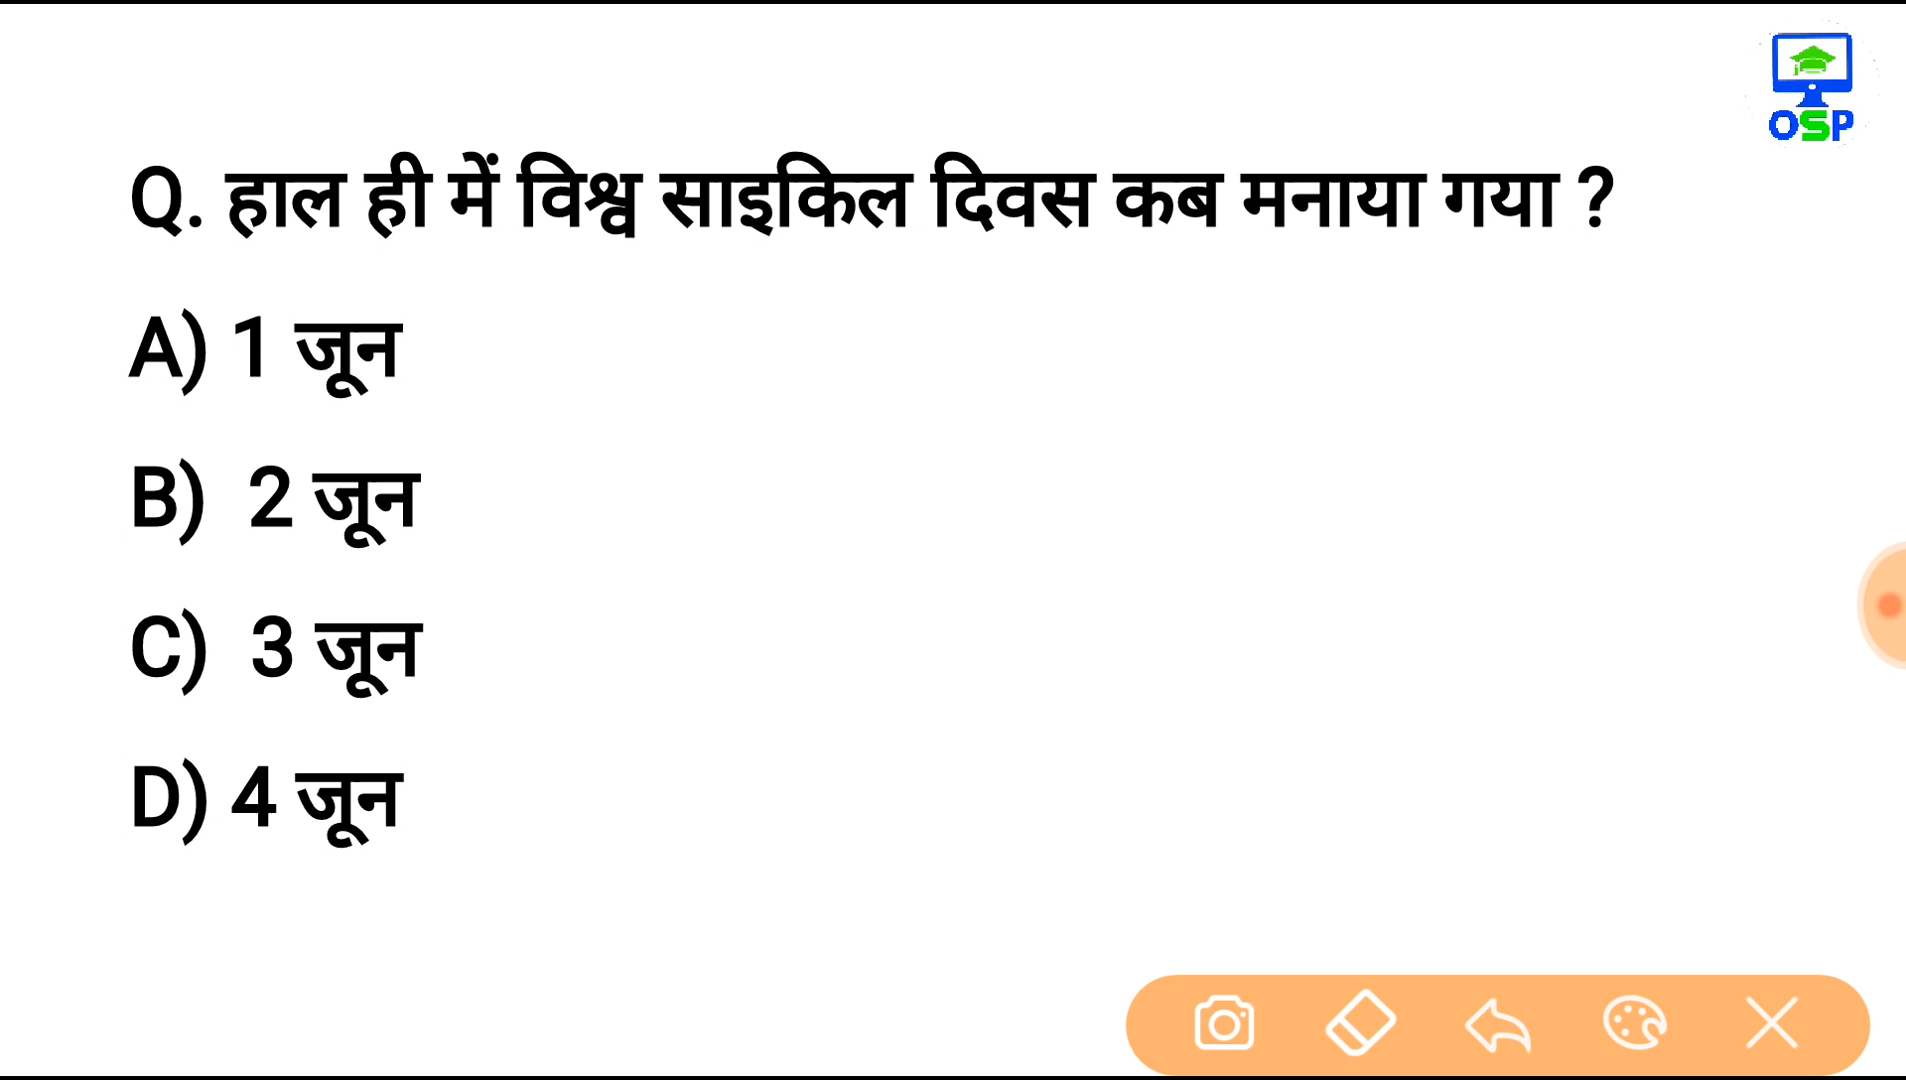 OSP
Q. हाल ही में विश्व साइकिल दिवस कब मनाया गया ?
A) 1 जून
B) 2 जून
C) 3 जून
D) 4 जून